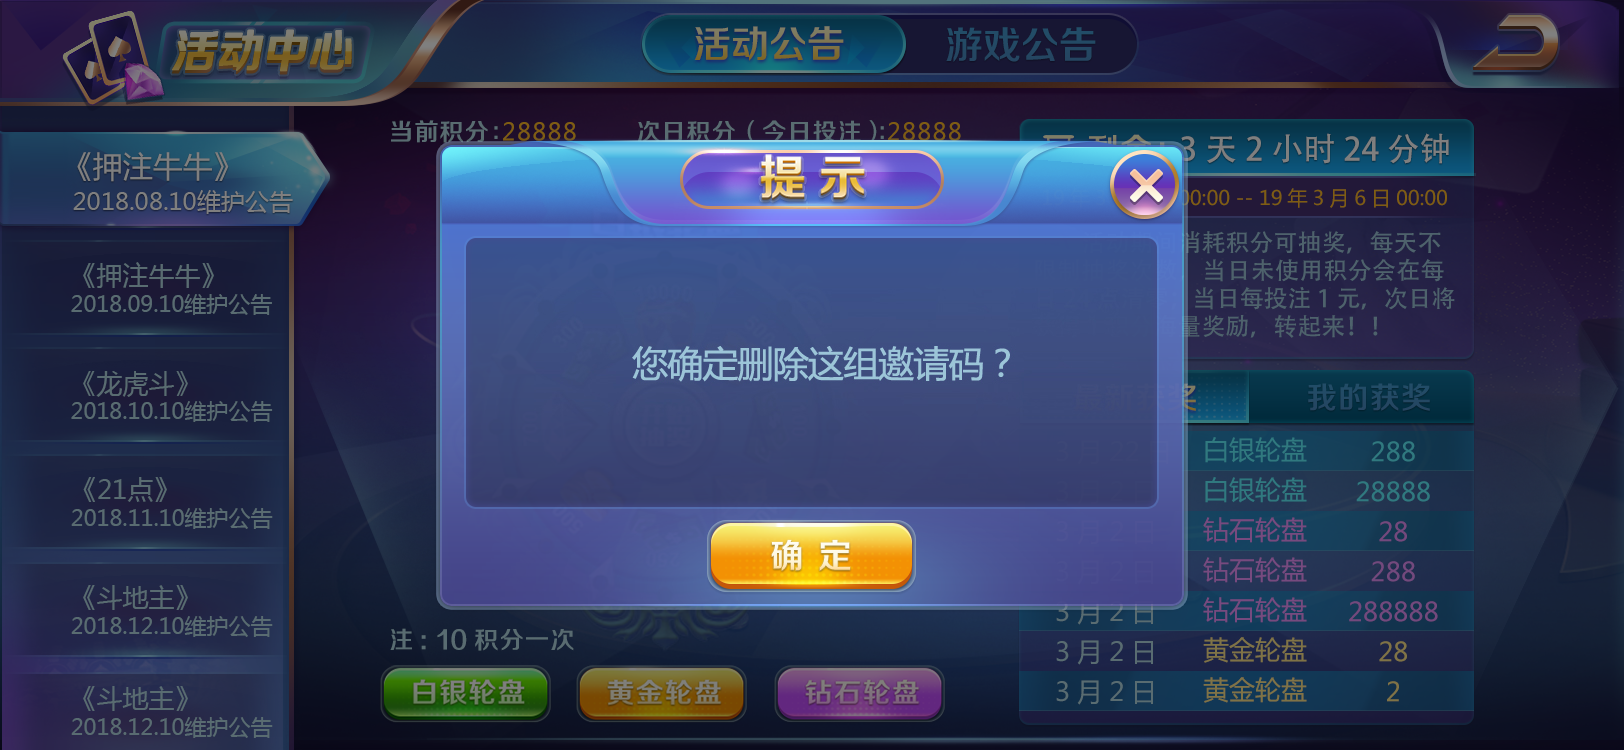 活动中心
活动公告
游戏公告
《押注牛牛》
2018.08.10维护公告
《押注牛牛》
2018.09.10维护公告
《龙虎斗》
2018.10.10维护公告
《21点》
2018.11.10维护公告
《斗地主》
2018.12.10维护公告
《斗地主》
2018.12.10维护公告
当前积分:28888
次日积分（今日投注）:28888
提示
您确定删除这组邀请码？
确定
注：10 积分一次
白银轮盘
黄金轮盘
钻石轮盘
3 天 2 小时 24 分钟
00:00 -- 19 年 3 月 6 日 00:00
消耗积分可抽奖，每天不
当日未使用积分会在每
当日每投注 1 元，次日将
量奖励，转起来！！
我的获奖
白银轮盘 288
白银轮盘 28888
钻石轮盘 28
钻石轮盘 288
3 月 2 日 钻石轮盘 288888
3 月 2 日 黄金轮盘 28
3 月 2 日 黄金轮盘 2